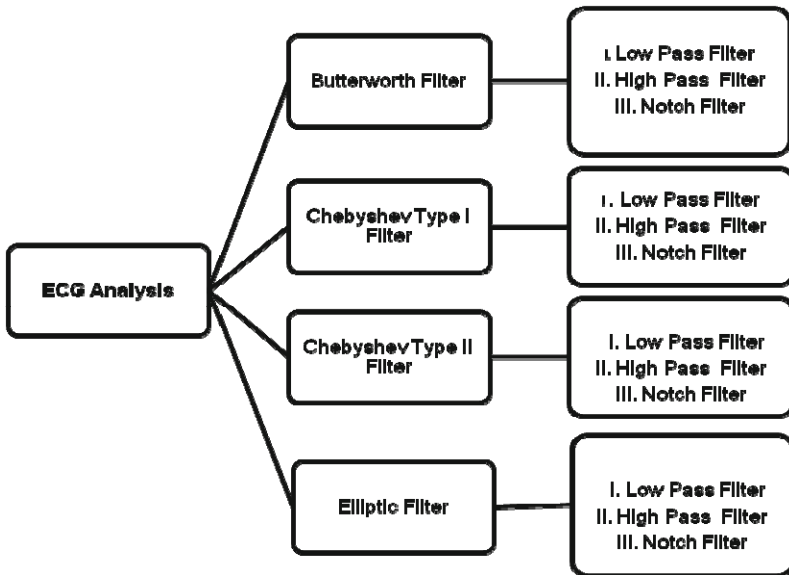 Butterworth Filter
I. Low Pass Filter
II. High Pass Filter
III. Notch Filter
Chebyshev Type I
Filter
I. Low Pass Filter
II. High Pass Filter
III. Notch Filter
ECG Analysis
Chebyshev Type II
Filter
I. Low Pass Filter
II. High Pass Filter
III. Notch Filter
Elliptic Filter
I. Low Pass Filter
II. High Pass Filter
III. Notch Filter